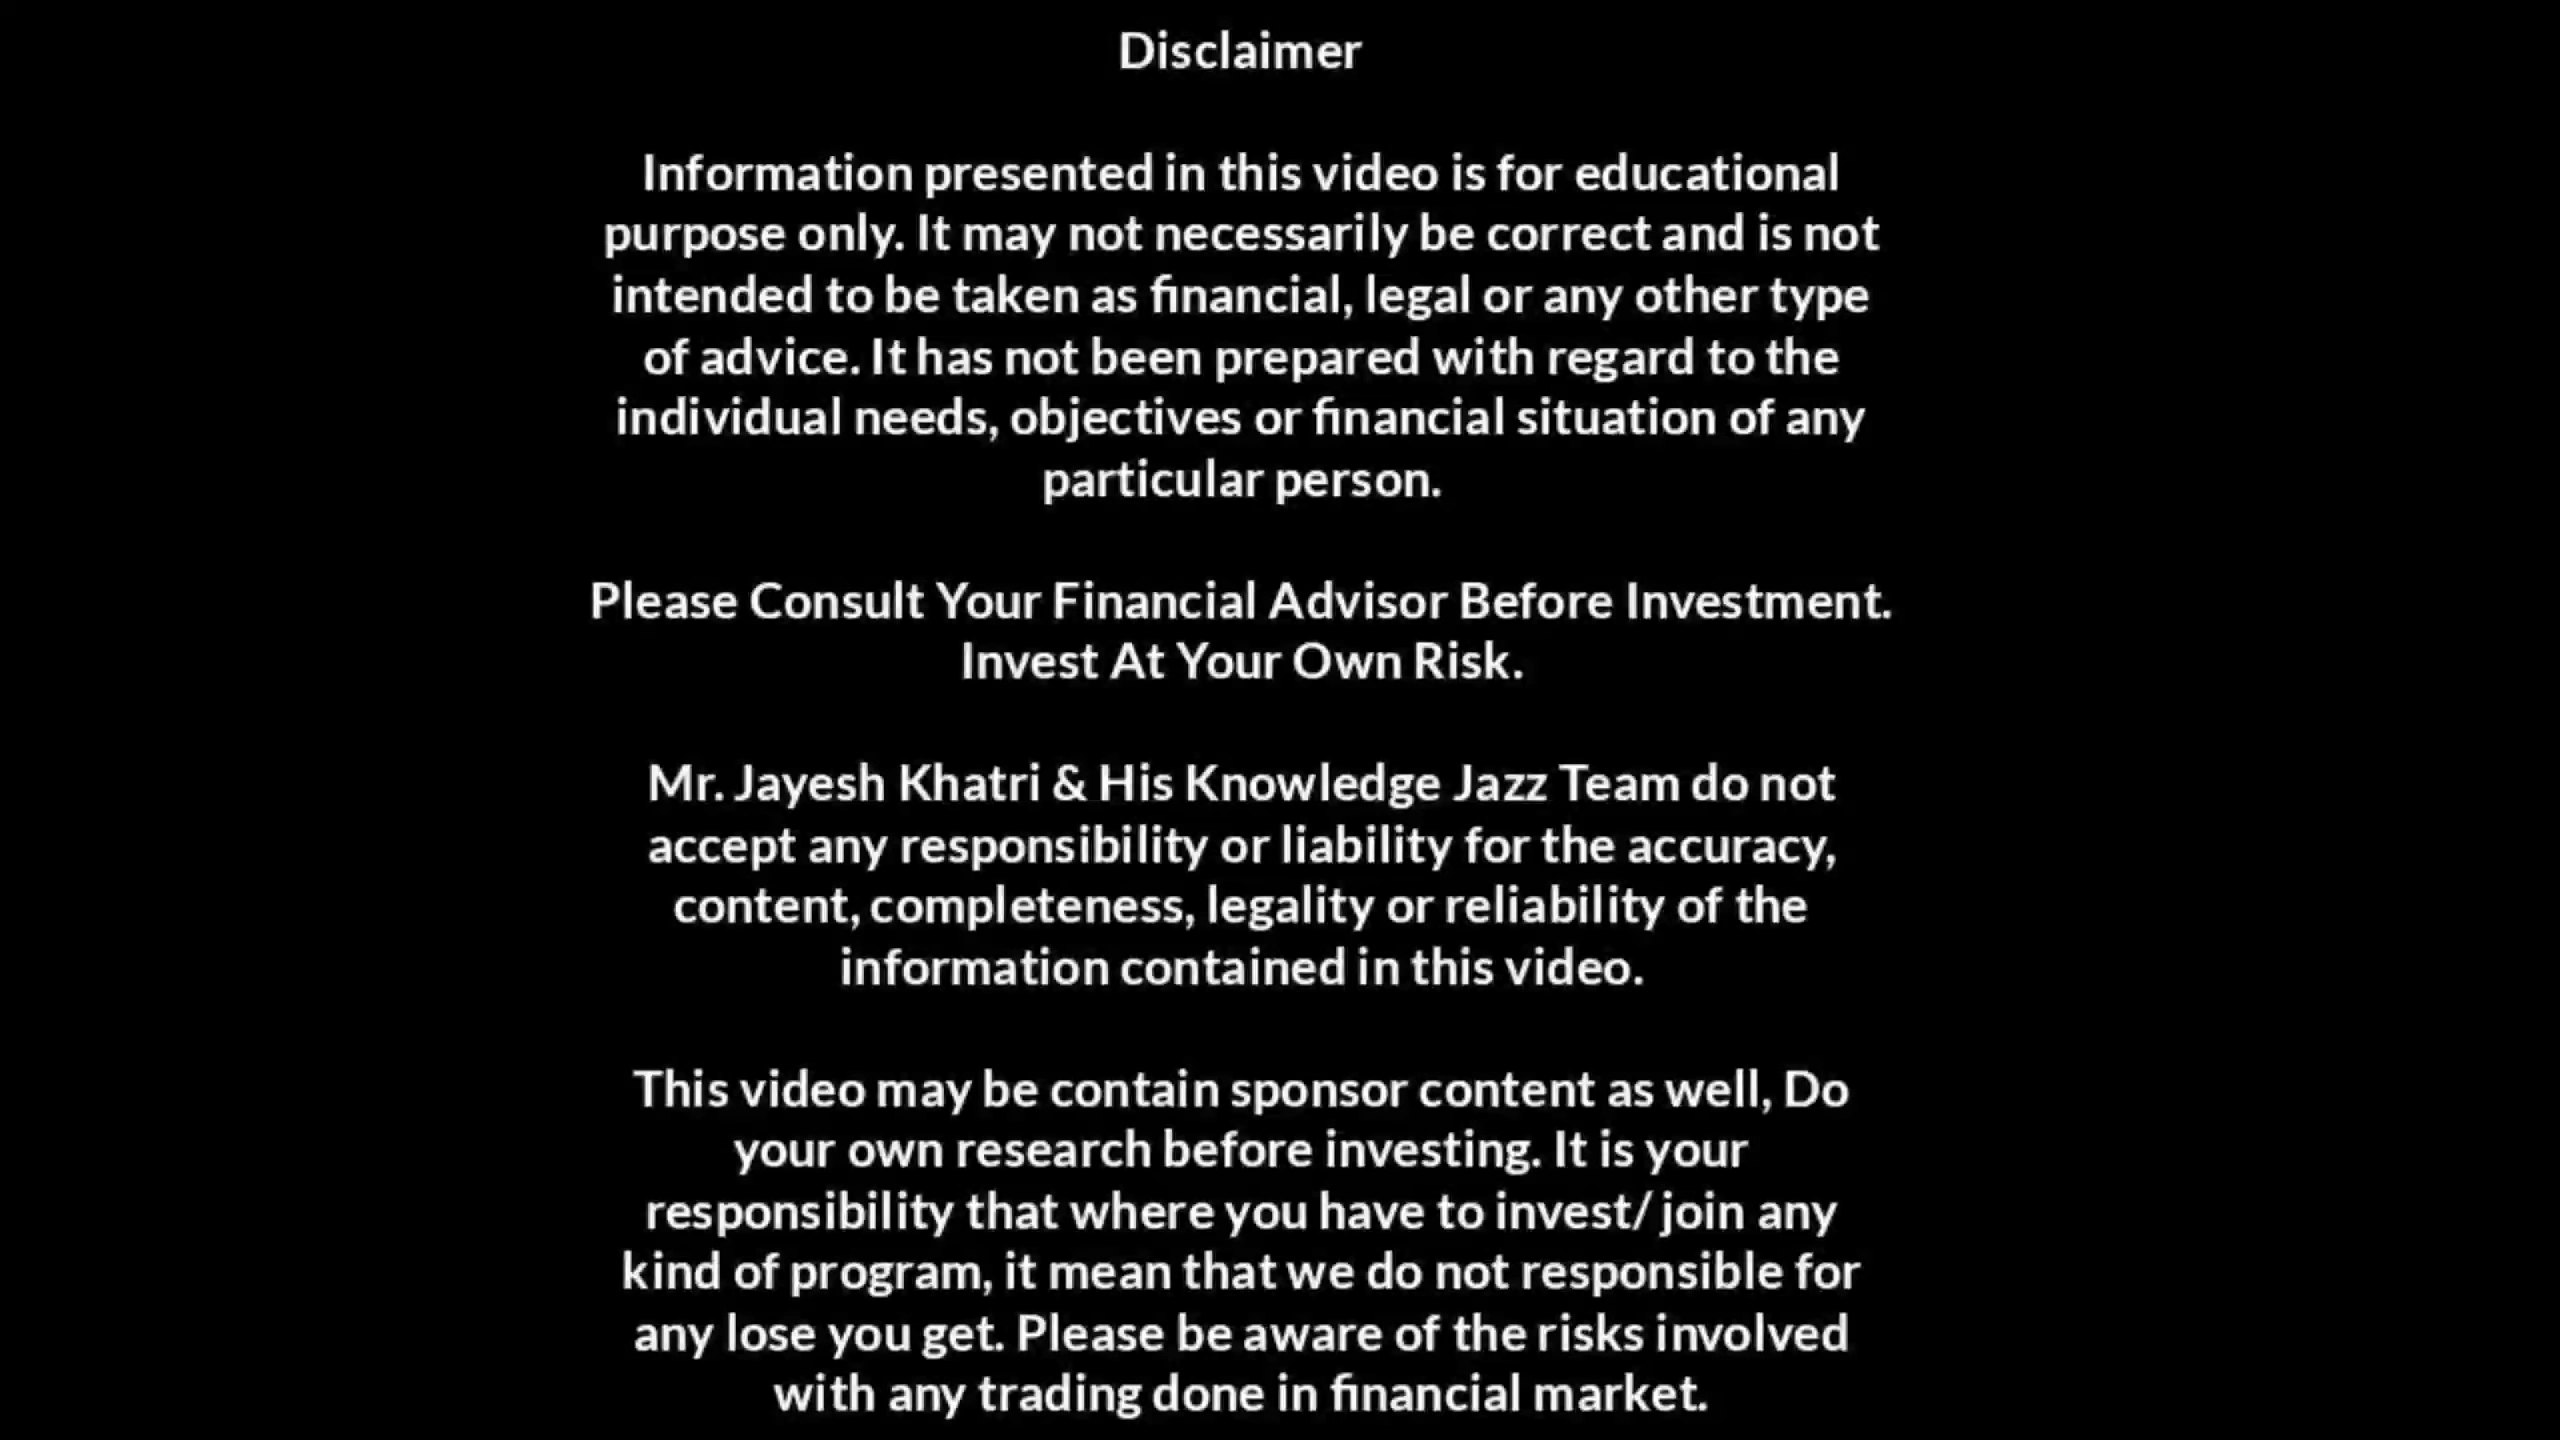 Disclaimer
Information presented in this video is for educational
purpose only. It may not necessarily be correct and is not
intended to be taken as financial, legal or any other type
of advice. It has not been prepared with regard to the
individual needs, objectives or financial situation of any
particular person.
Please Consult Your Financial Advisor Before Investment.
Invest At Your Own Risk.
Mr. Jayesh Khatri & His Knowledge Jazz Team do not
accept any responsibility or liability for the accuracy,
content, completeness, legality or reliability of the
information contained in this video.
This video may be contain sponsor content as well, Do
your own research before investing. It is your
responsibility that where you have to invest/join any
kind of program, it mean that we do not responsible for
any lose you get. Please be aware of the risks involved
with any trading done in financial market.